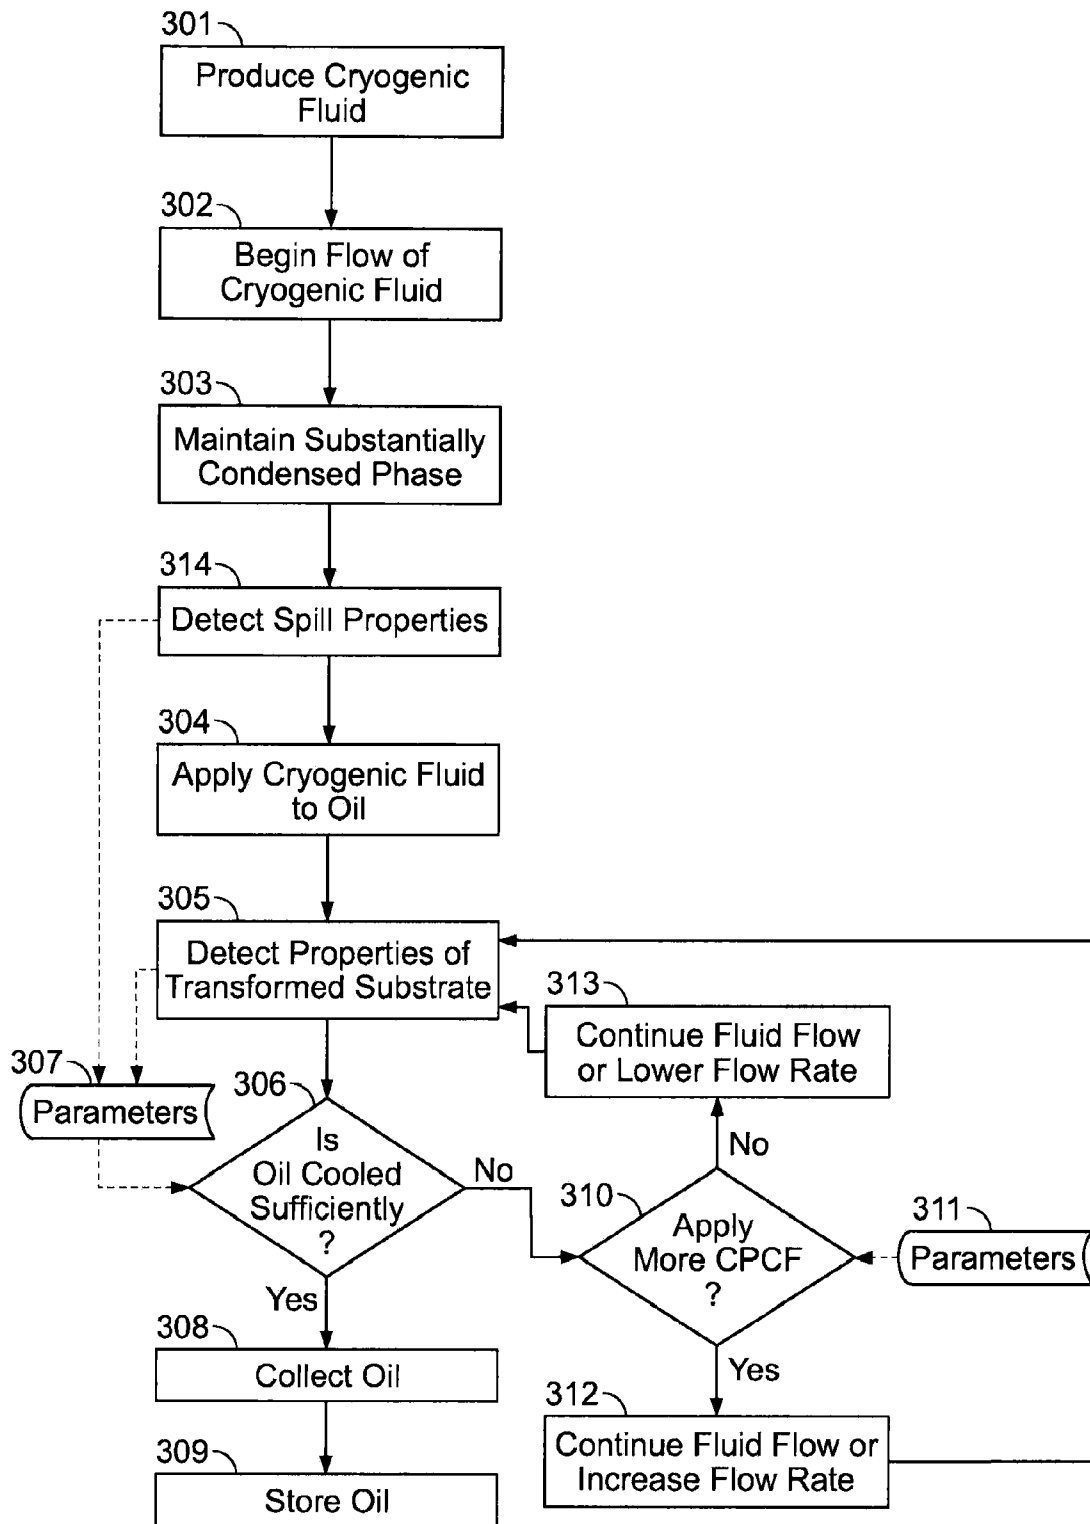 301
Produce Cryogenic
Fluid
302
Begin Flow of
Cryogenic Fluid
303
Maintain Substantially
Condensed Phase
314
Detect Spill Properties
304
Apply Cryogenic Fluid
to Oil
305
Detect Properties of
Transformed Substrate
313
Continue Fluid Flow
or Lower Flow Rate
307
Parameters
306
Is
Oil Cooled
Sufficiently
?
No
No
310
Apply
More CPCF
?
311
Parameters
Yes
308
Collect Oil
Yes
312
Continue Fluid Flow or
Increase Flow Rate
309
Store Oil